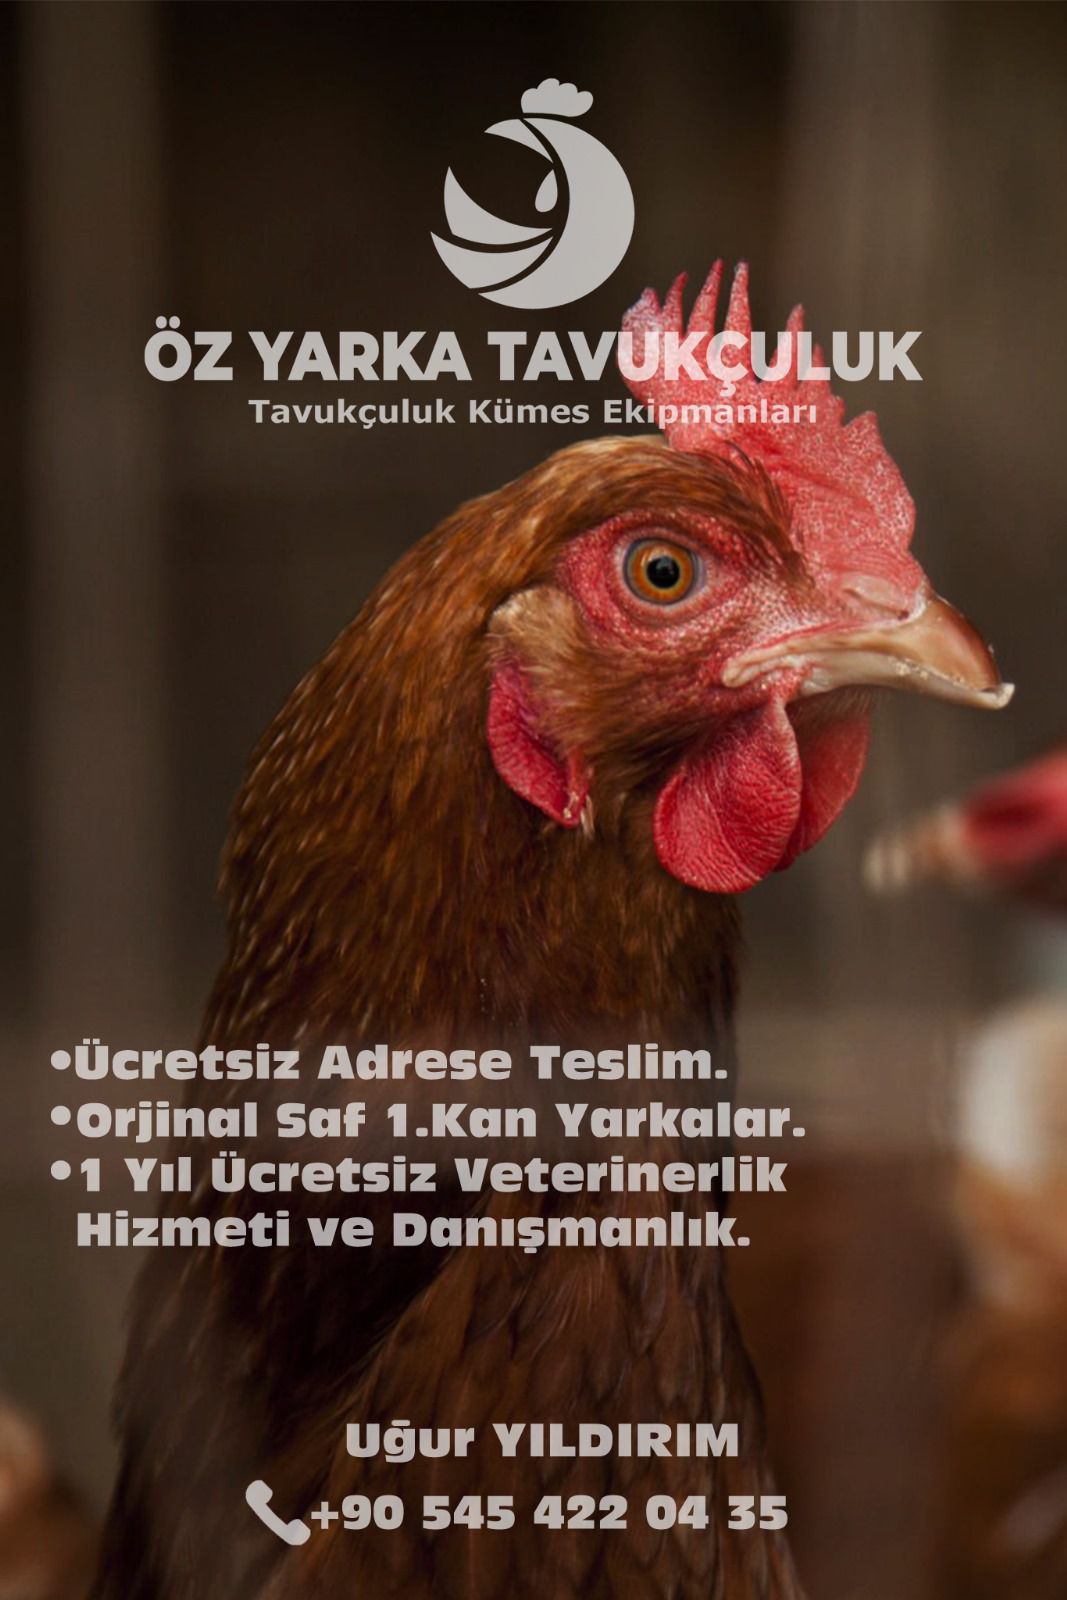 ÖZ YARKA TAVUKÇULUK
Tavukçuluk Kümes Ekipmanları
•Ücretsiz Adrese Teslim.
•Orjinal Saf 1.Kan Yarkalar.
•1 Yıl Ücretsiz Veterinerlik
Hizmeti ve Danışmanlık.
Uğur YILDIRIM
+90 545 422 04 35